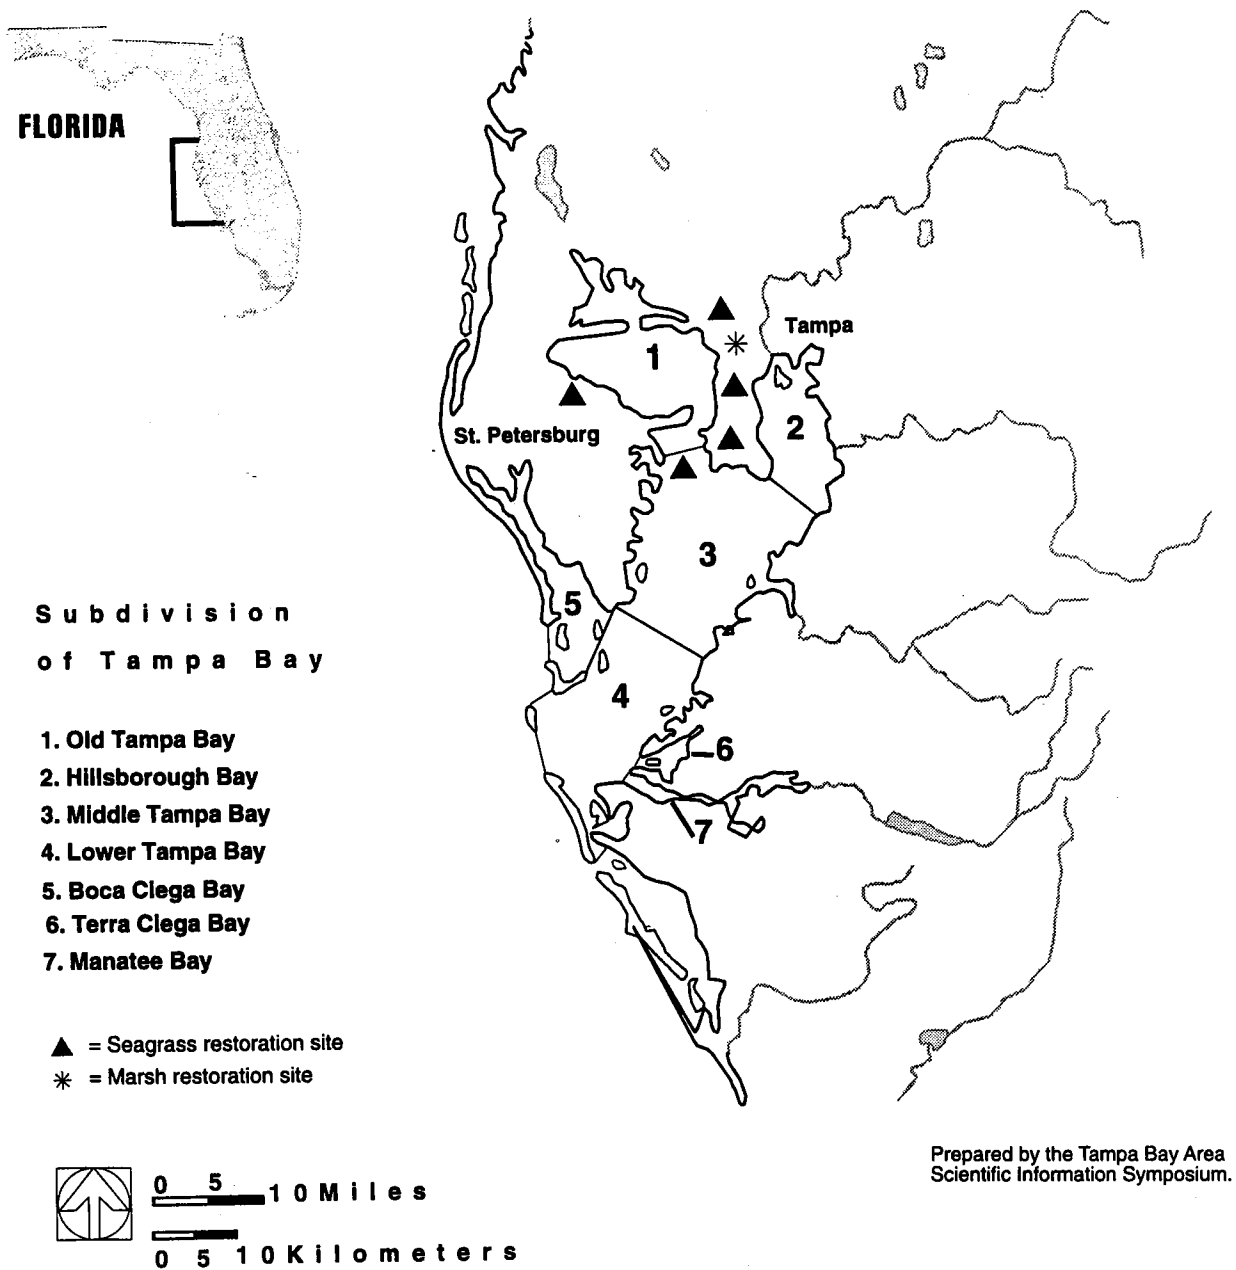 FLORIDA
Tampa
1
2
St. Petersburg
3
5
4
6
7
Subdivision
of Tampa Bay
1. Old Tampa Bay
2. Hillsborough Bay
3. Middle Tampa Bay
4. Lower Tampa Bay
5. Boca Ciega Bay
6. Terra Ciega Bay
7. Manatee Bay
= Seagrass restoration site
= Marsh restoration site
Prepared by the Tampa Bay Area
Scientific Information Symposium.
0 5 10 Miles
0 5 10 Kilometers